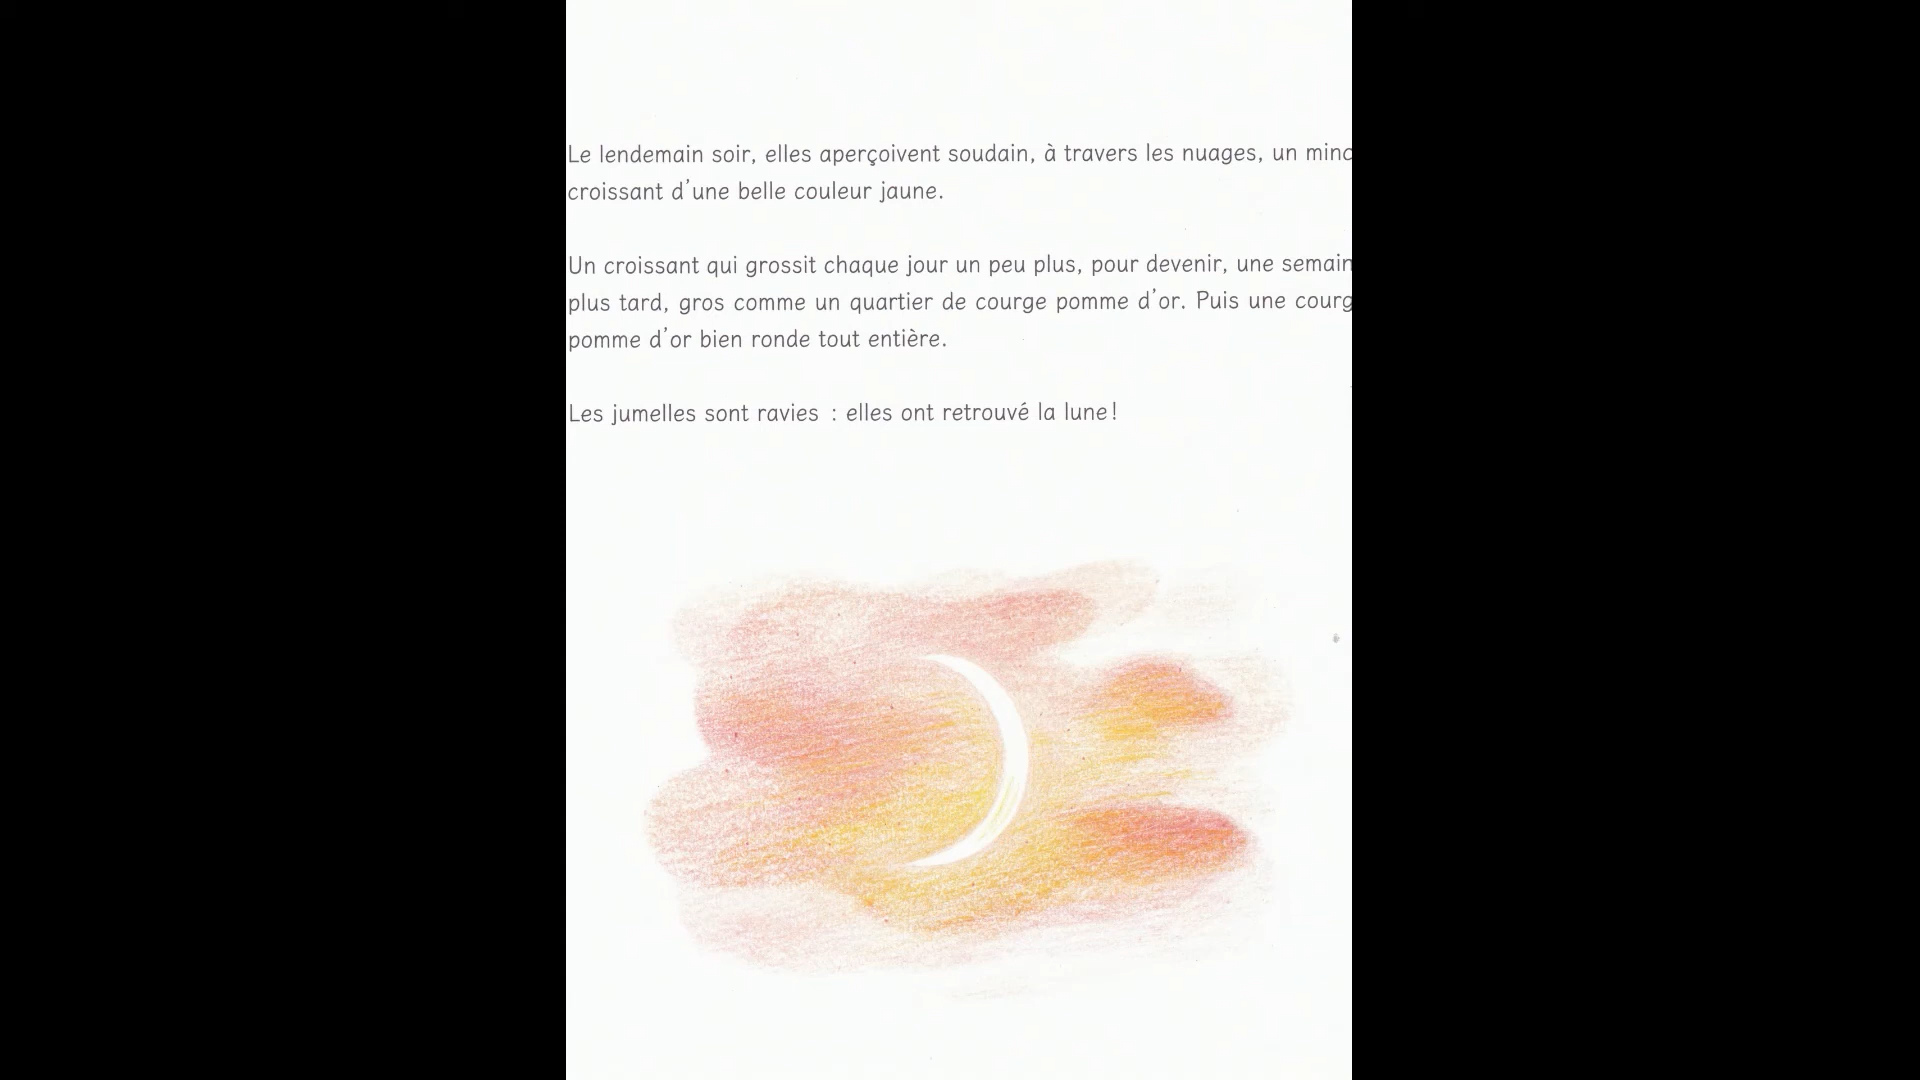 Le lendemain soir, elles aperçoivent soudain, à travers les nuages, un
croissant d’une belle couleur jaune.
Un croissant qui grossit chaque jour un peu plus, pour devenir, une
plus tard, gros comme un quartier de courge pomme d’or. Puis une
pomme d’or bien ronde tout entière.
Les jumelles sont ravies : elles ont retrouvé la lune !